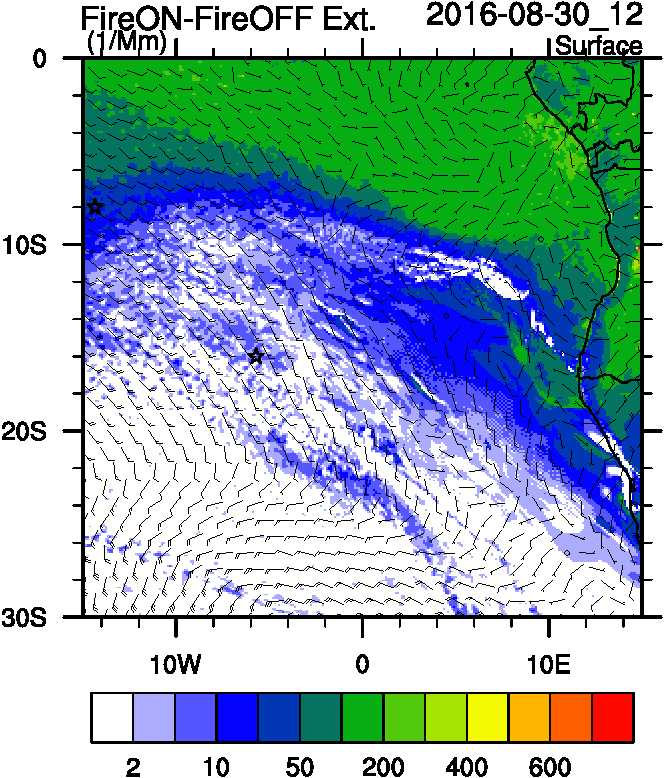 FireON-FireOFF Ext. 2016-08-30_12
(1/Mm) Surface
0
10S
20S
30S
10W 0 10E
2 10 50 200 400 600